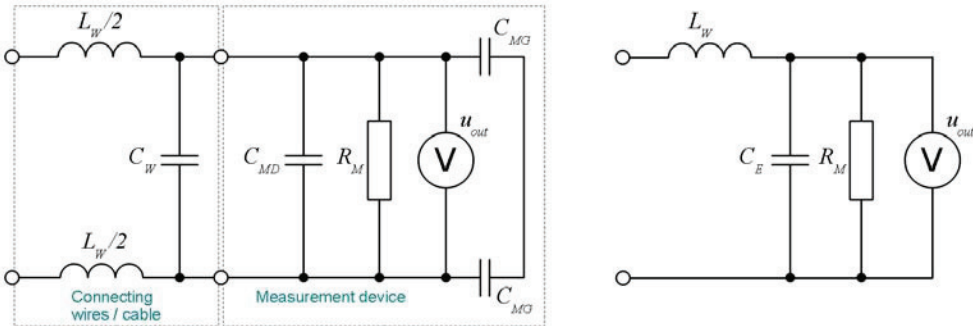 L_W/2
C_MG
C_W
C_MD
R_M
u_out
V
L_W/2
C_MG
Connecting
wires / cable
Measurement device
L_W
C_E
R_M
u_out
V